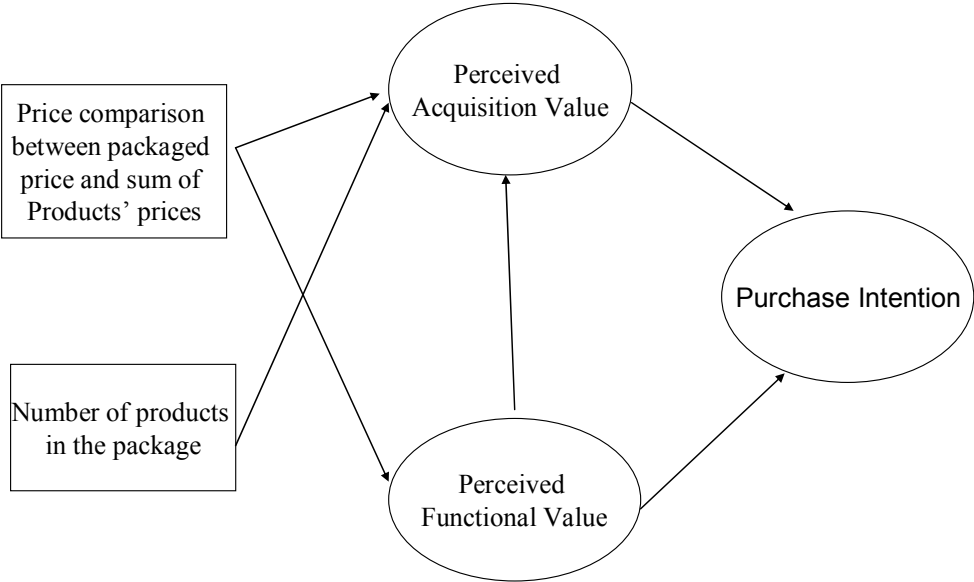 Perceived
Acquisition Value
Price comparison
between packaged
price and sum of
Products’ prices
Purchase Intention
Number of products
in the package
Perceived
Functional Value